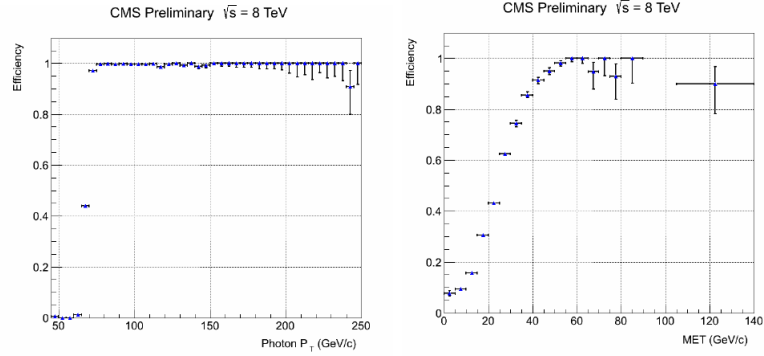 CMS Preliminary √s = 8 TeV
Efficiency
1
0.8
0.6
0.4
0.2
0
50 100 150 200 250
Photon P_T (GeV/c)
CMS Preliminary √s = 8 TeV
Efficiency
1
0.8
0.6
0.4
0.2
0
0 20 40 60 80 100 120 140
MET (GeV/c)